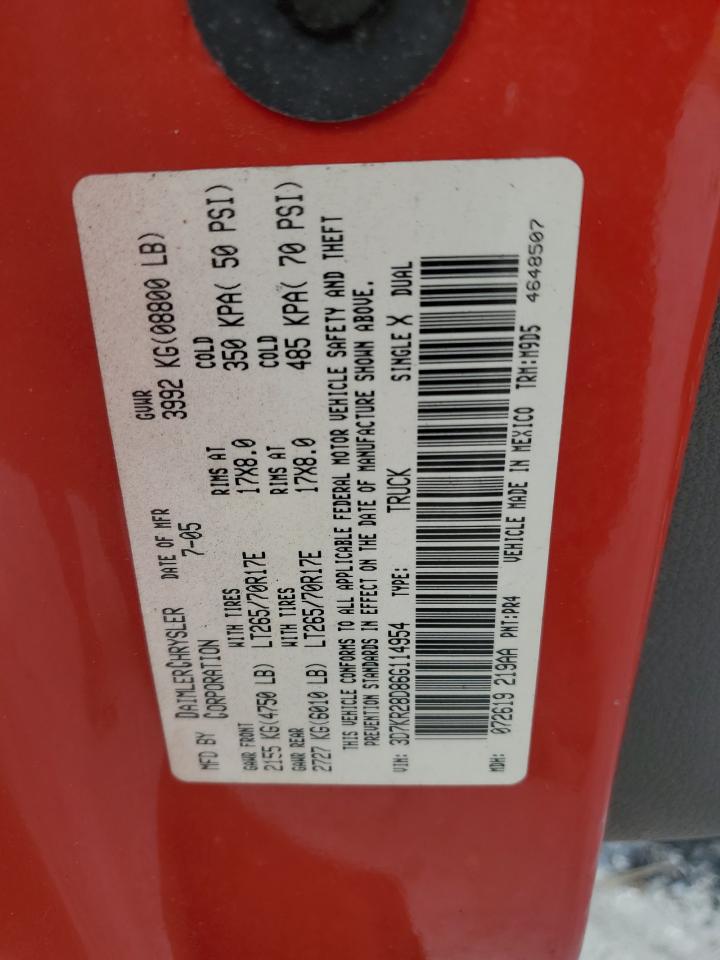 MFD BY DAIMLERCHRYSLER CORPORATION DATE OF MFR 7-05 GVWR 3992 KG(08800 LB)
GAWR FRONT WITH TIRES RIMS AT COLD
2155 KG(4750 LB) LT265/70R17E 17X8.0 350 KPA( 50 PSI)
GAWR REAR WITH TIRES RIMS AT COLD
2727 KG(6010 LB) LT265/70R17E 17X8.0 485 KPA( 70 PSI)
THIS VEHICLE CONFORMS TO ALL APPLICABLE FEDERAL MOTOR VEHICLE SAFETY AND THEFT
PREVENTION STANDARDS IN EFFECT ON THE DATE OF MANUFACTURE SHOWN ABOVE.
VIN: 3D7KR28D86G114954 TYPE: TRUCK SINGLE X DUAL
MDH: 072619 219AA PNT:PR4 VEHICLE MADE IN MEXICO TRM:M9D5 4648507